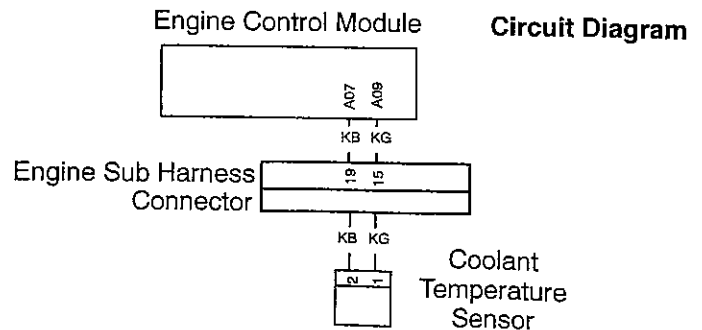 Engine Control Module
Circuit Diagram
A07 A09
KB KG
Engine Sub Harness
Connector
19 15
KB KG
2 1
Coolant
Temperature
Sensor